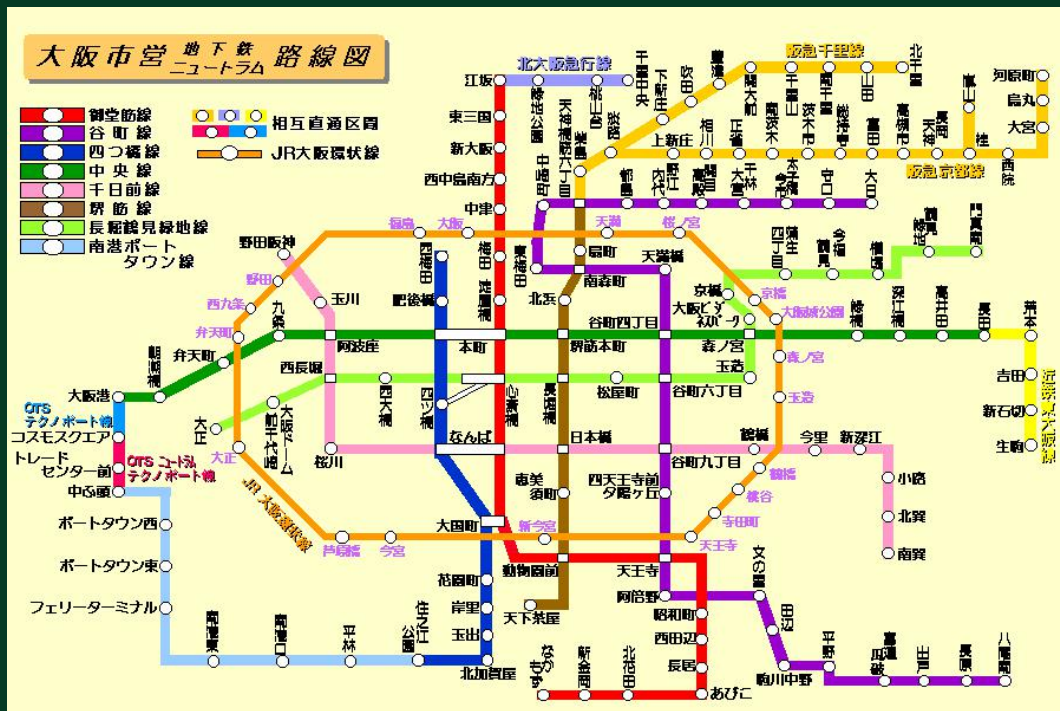 大阪市営 地下鉄 ニュートラム 路線図
御堂筋線
谷町線
四つ橋線
中央線
千日前線
堺筋線
長堀鶴見緑地線
南港ポート
タウン線
相互直通区間
JR大阪環状線
北大阪急行線
阪急千里線
阪急京都線
近鉄東大阪線
JR大阪環状線
OTS
テクノポート線
OTS ニュートラム
テクノポート線
江坂
東三国
新大阪
西中島南方
中津
梅田
淀屋橋
本町
心斎橋
なんば
大国町
動物園前
天王寺
昭和町
西田辺
長居
あびこ
北花田
新金岡
なかもず
緑地公園
桃山台
千里中央
天神橋筋六丁目
柴島
淡路
下新庄
吹田
豊津
関大前
千里山
南千里
山田
北千里
上新庄
相川
正雀
南茨木
茨木市
総持寺
富田
高槻市
長岡
天神
桂
嵐山
西院
大宮
烏丸
河原町
中崎町
都島
野江
内代
関目
高殿
千林
大宮
太子橋
今市
守口
大日
東梅田
南森町
天満橋
谷町四丁目
谷町六丁目
谷町九丁目
四天王寺前
夕陽ヶ丘
天王寺
阿倍野
文の里
田辺
駒川中野
平野
喜連
瓜破
出戸
長原
八尾南
西梅田
肥後橋
四ツ橋
花園町
岸里
玉出
北加賀屋
住之江
公園
平林
南港口
南港東
フェリーターミナル
ポートタウン東
ポートタウン西
中ふ頭
トレード
センター前
コスモスクエア
大阪港
朝潮橋
弁天町
九条
阿波座
堺筋本町
森ノ宮
緑橋
深江橋
高井田
長田
荒本
吉田
新石切
生駒
野田阪神
玉川
西長堀
桜川
日本橋
鶴橋
今里
新深江
小路
北巽
南巽
扇町
北浜
長堀橋
恵美
須町
天下茶屋
大正
大阪ドーム
前千代崎
西大橋
松屋町
玉造
大阪ビジ
ネスパーク
京橋
蒲生
四丁目
今福
鶴見
横堤
鶴見
緑地
門真南
福島
大阪
天満
桜ノ宮
京橋
大阪城公園
森ノ宮
玉造
鶴橋
桃谷
寺田町
天王寺
新今宮
今宮
芦原橋
大正
弁天町
西九条
野田